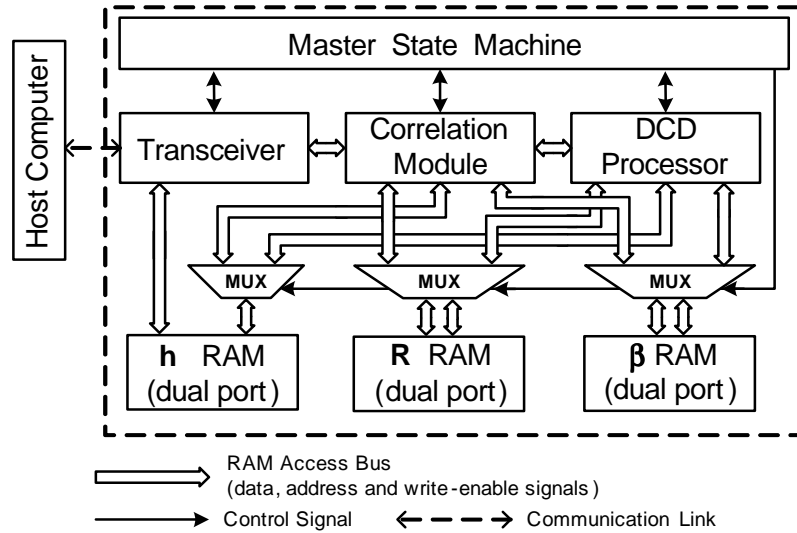 Master State Machine
Host Computer
Transceiver
Correlation
Module
DCD
Processor
MUX
MUX
MUX
h RAM
(dual port)
R RAM
(dual port)
β RAM
(dual port)
RAM Access Bus
(data, address and write-enable signals)
Control Signal
Communication Link